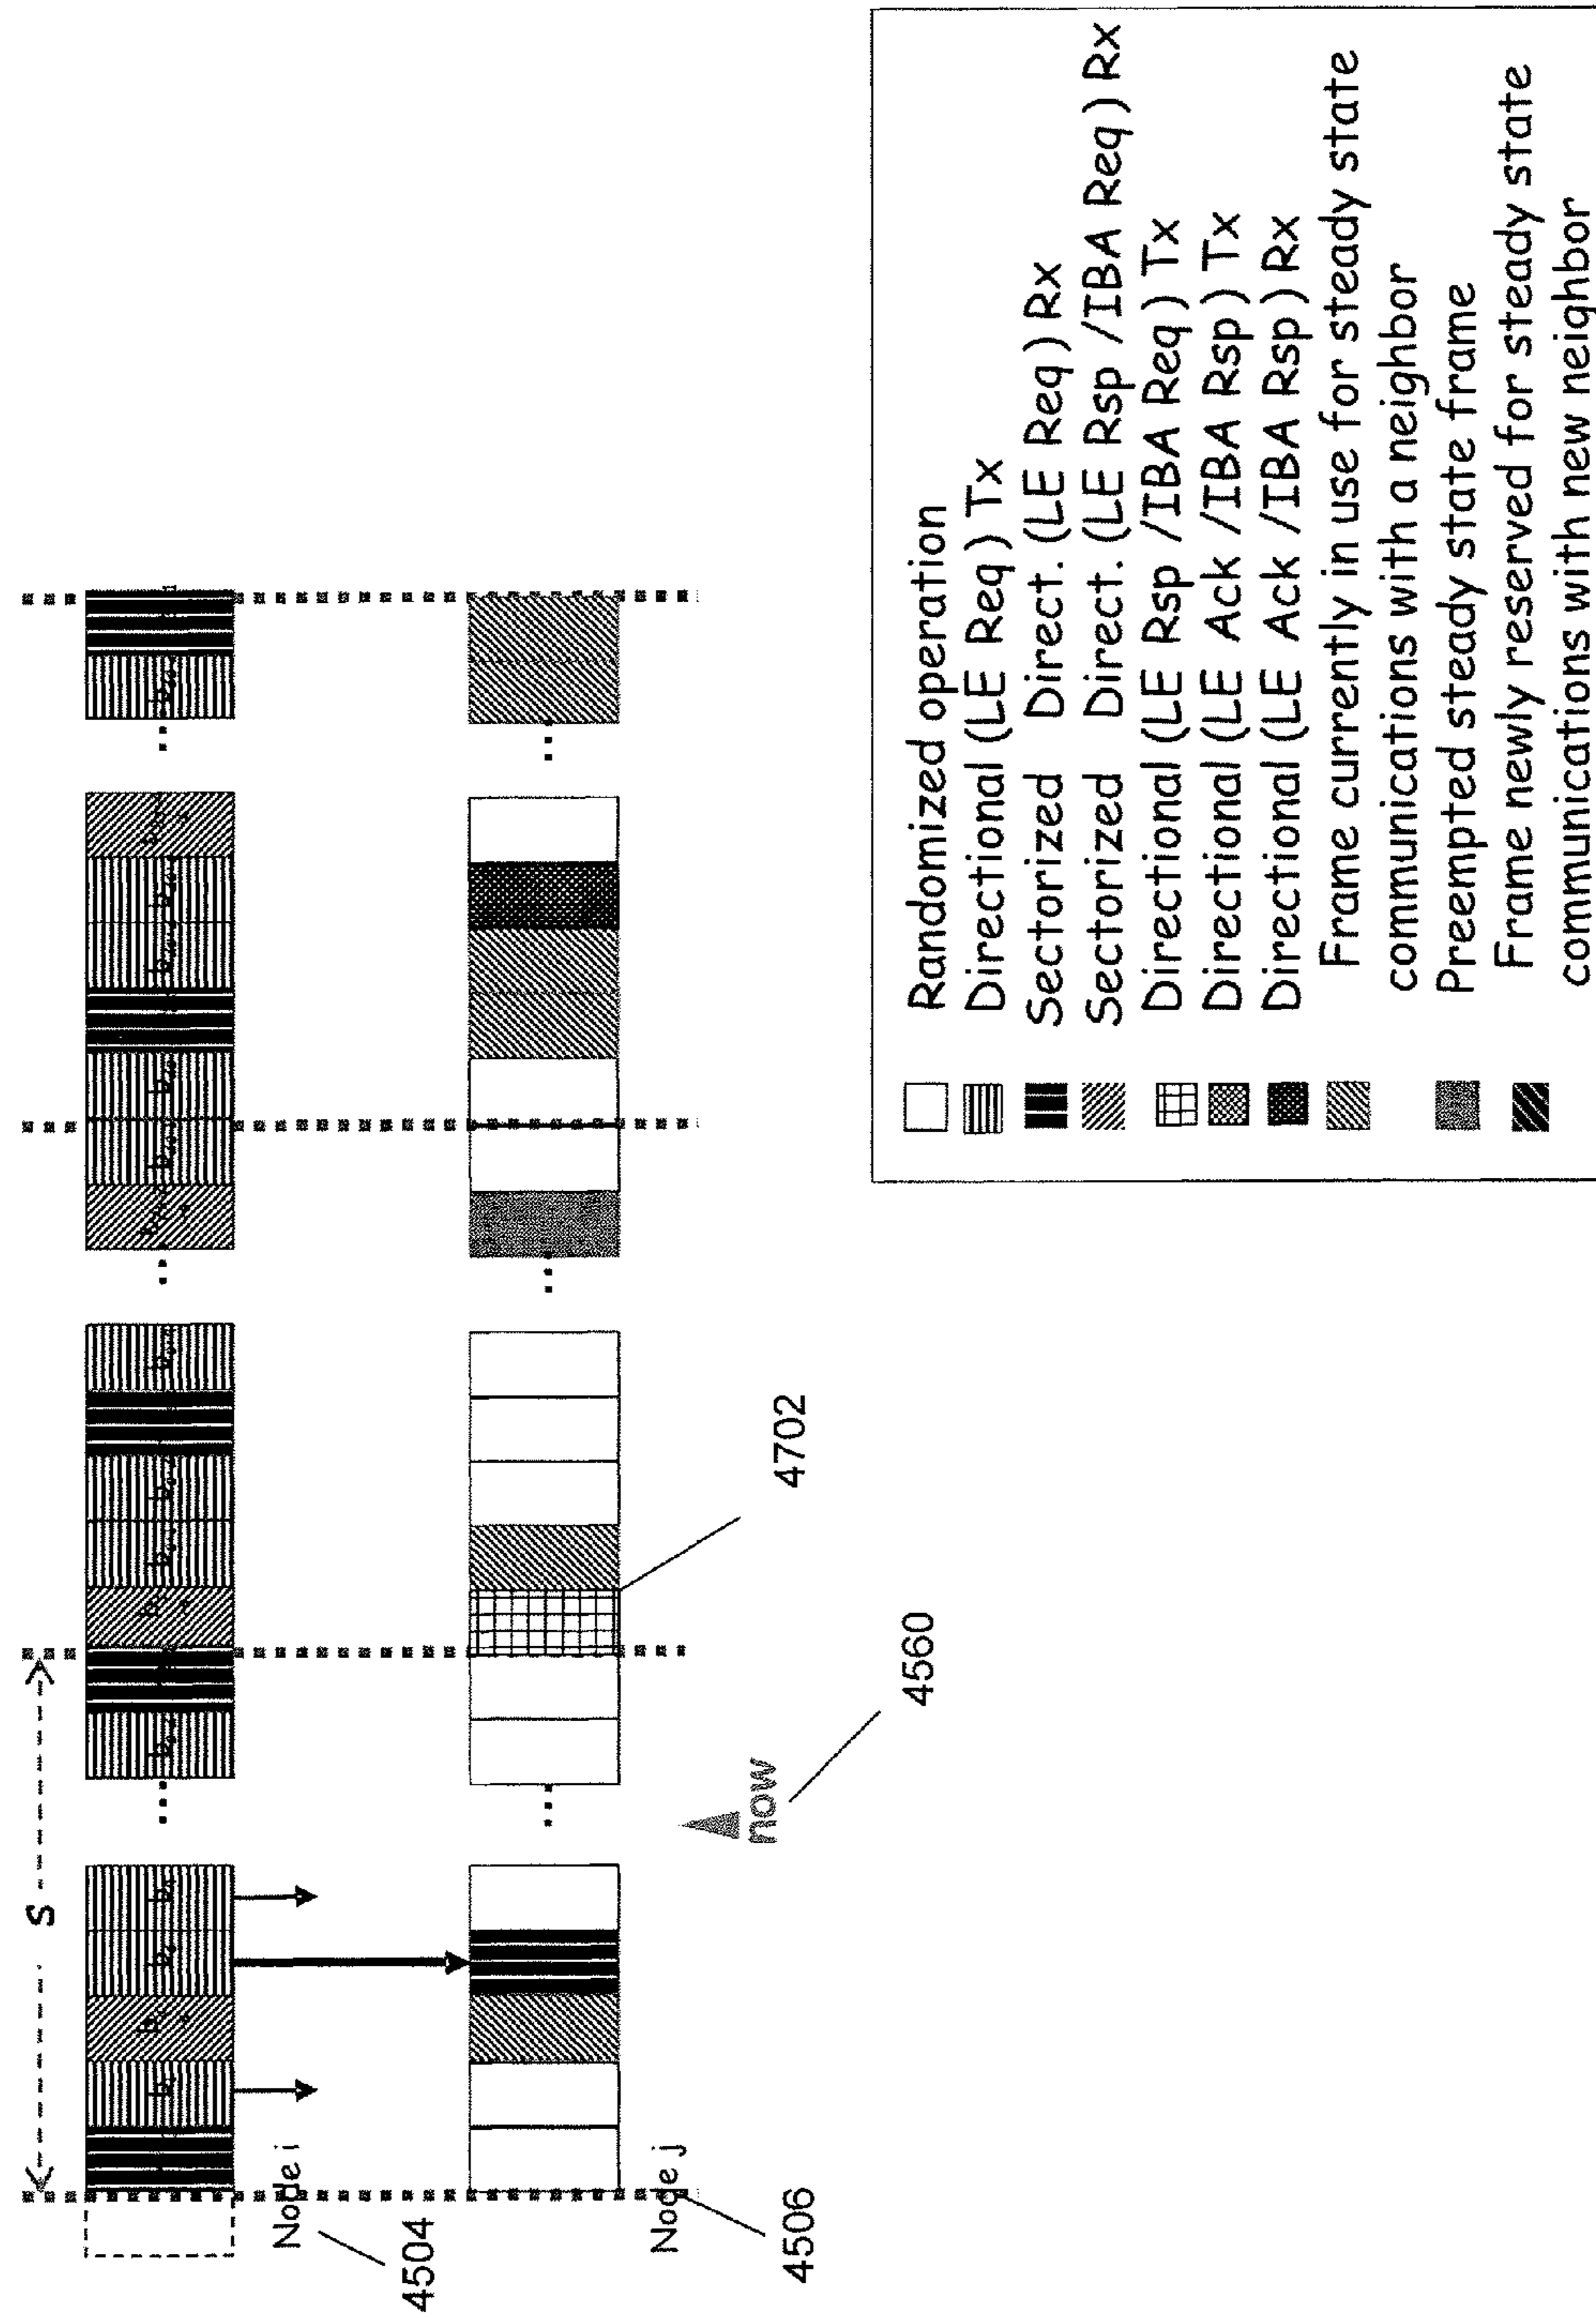 S
Node i
4504
Node j
4506
now
4560
4702
Randomized operation
Directional (LE Req) Tx
Sectorized Direct. (LE Req) Rx
Sectorized Direct. (LE Rsp /IBA Req) Rx
Directional (LE Rsp /IBA Req) Tx
Directional (LE Ack /IBA Rsp) Tx
Directional (LE Ack /IBA Rsp) Rx
Frame currently in use for steady state
communications with a neighbor
Preempted steady state frame
Frame newly reserved for steady state
communications with new neighbor